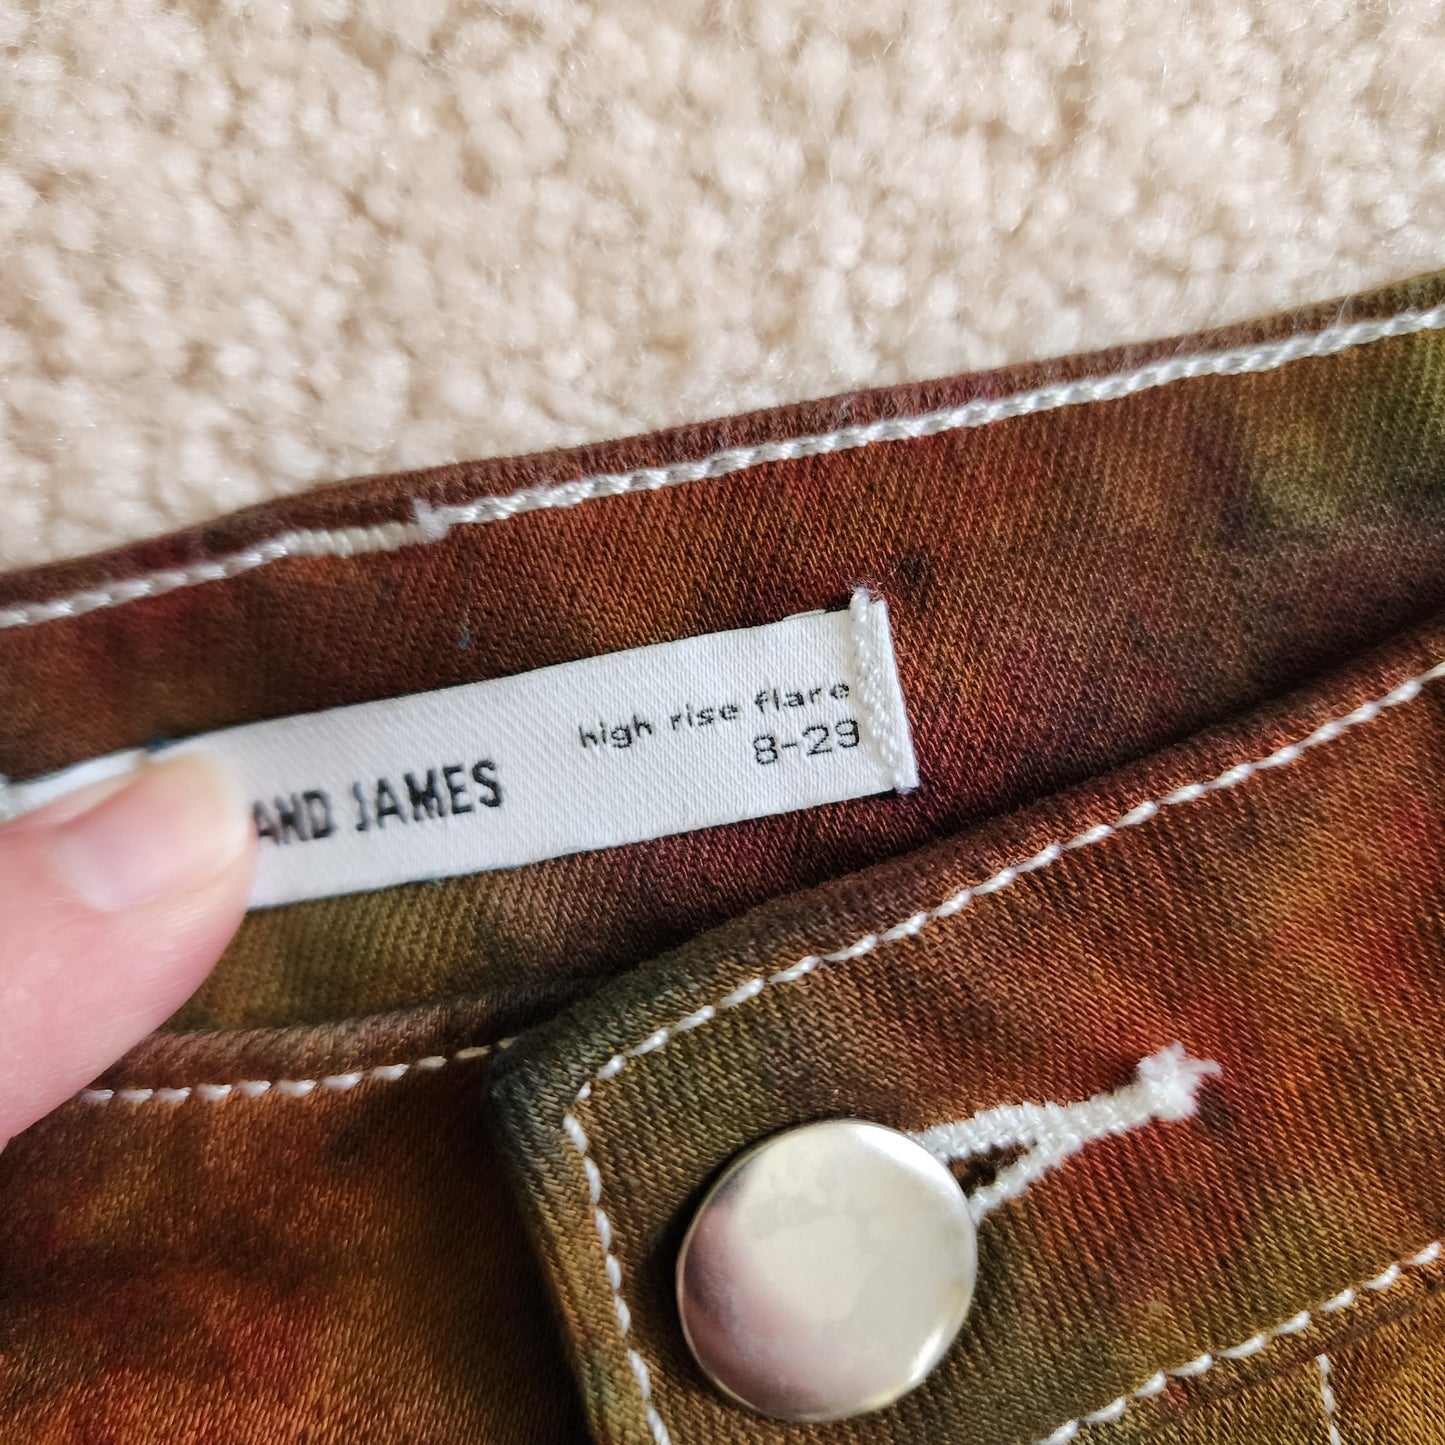 AND JAMES
high rise flare
8-29